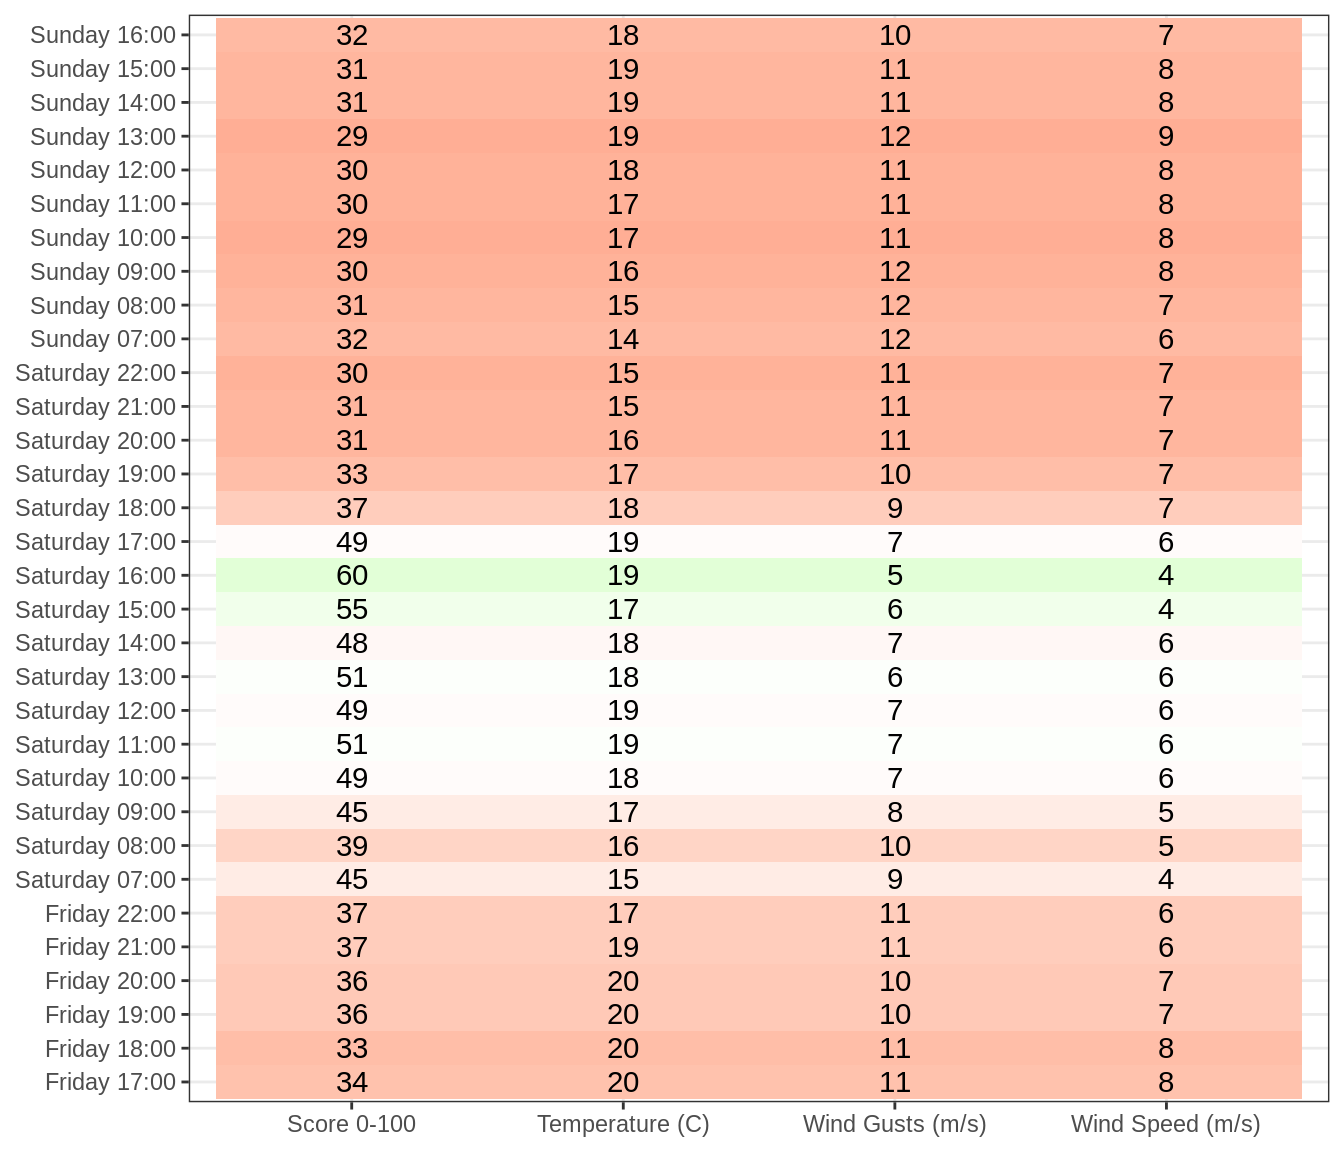 Sunday 16:00 32 18 10 7
Sunday 15:00 31 19 11 8
Sunday 14:00 31 19 11 8
Sunday 13:00 29 19 12 9
Sunday 12:00 30 18 11 8
Sunday 11:00 30 17 11 8
Sunday 10:00 29 17 11 8
Sunday 09:00 30 16 12 8
Sunday 08:00 31 15 12 7
Sunday 07:00 32 14 12 6
Saturday 22:00 30 15 11 7
Saturday 21:00 31 15 11 7
Saturday 20:00 31 16 11 7
Saturday 19:00 33 17 10 7
Saturday 18:00 37 18 9 7
Saturday 17:00 49 19 7 6
Saturday 16:00 60 19 5 4
Saturday 15:00 55 17 6 4
Saturday 14:00 48 18 7 6
Saturday 13:00 51 18 6 6
Saturday 12:00 49 19 7 6
Saturday 11:00 51 19 7 6
Saturday 10:00 49 18 7 6
Saturday 09:00 45 17 8 5
Saturday 08:00 39 16 10 5
Saturday 07:00 45 15 9 4
Friday 22:00 37 17 11 6
Friday 21:00 37 19 11 6
Friday 20:00 36 20 10 7
Friday 19:00 36 20 10 7
Friday 18:00 33 20 11 8
Friday 17:00 34 20 11 8
Score 0-100 Temperature (C) Wind Gusts (m/s) Wind Speed (m/s)